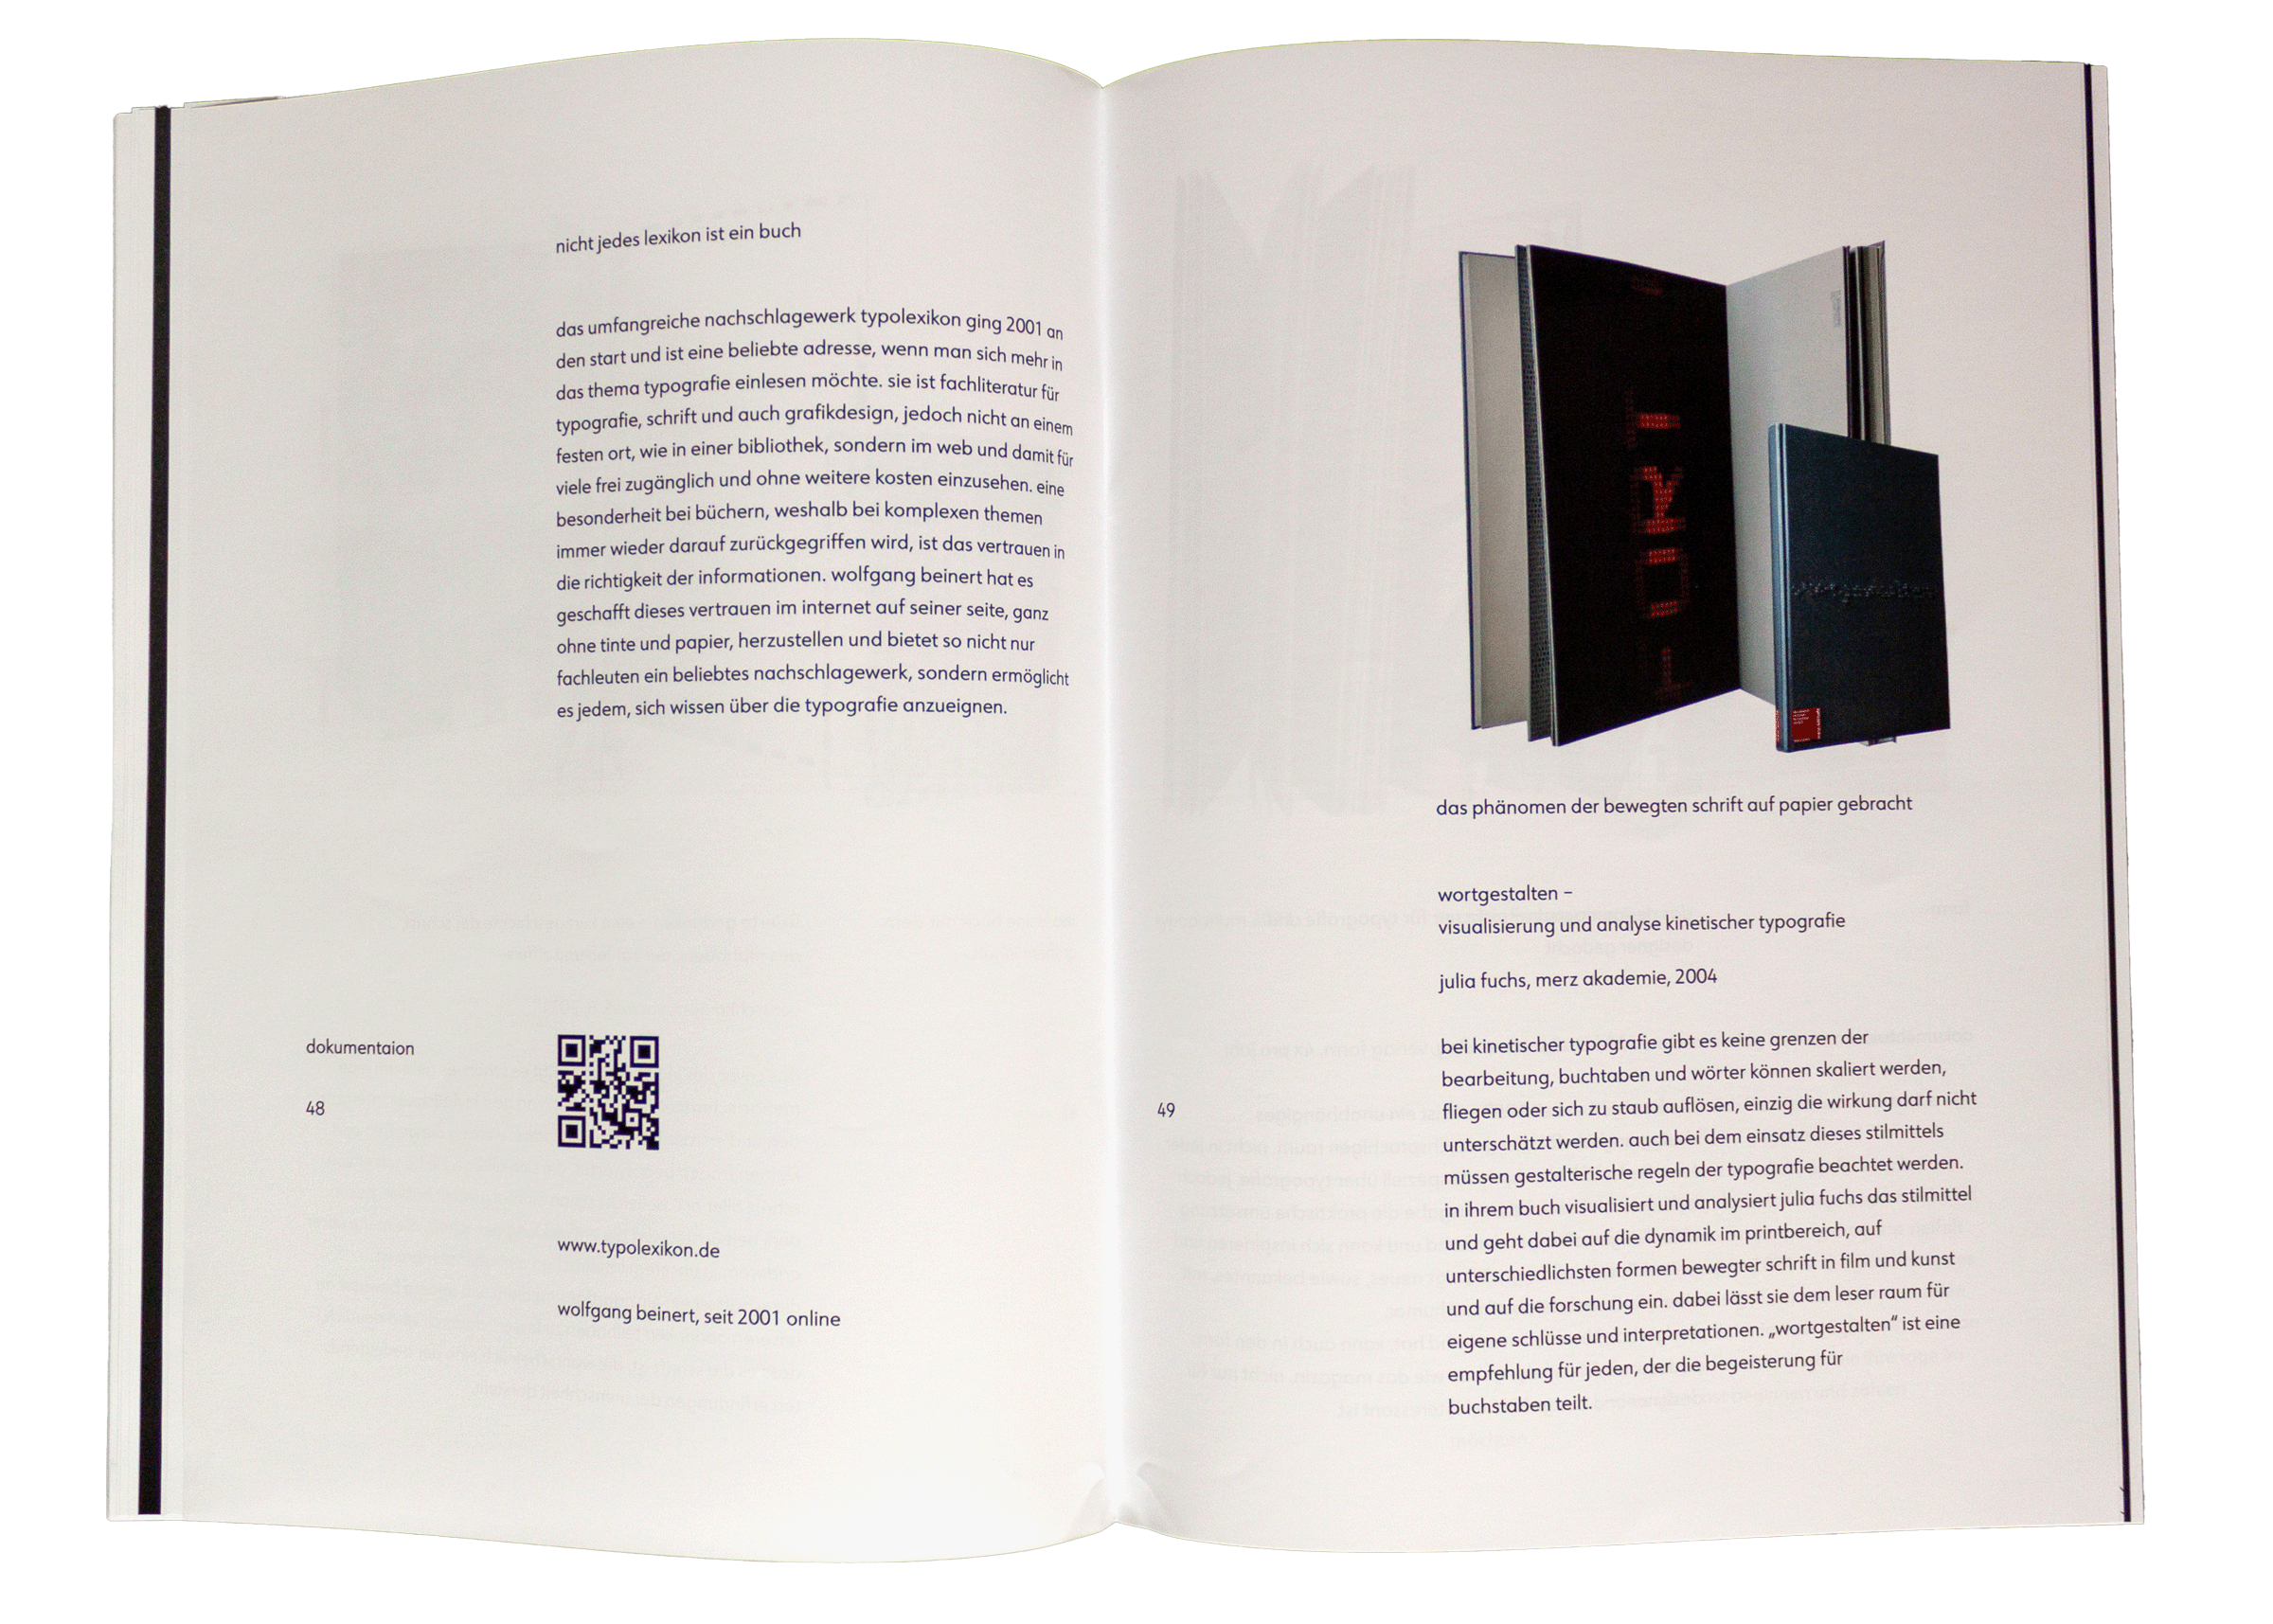 nicht jedes lexikon ist ein buch
das umfangreiche nachschlagewerk typolexikon ging 2001 an
den start und ist eine beliebte adresse, wenn man sich mehr in
das thema typografie einlesen möchte. sie ist fachliteratur für
typografie, schrift und auch grafikdesign, jedoch nicht an einem
festen ort, wie in einer bibliothek, sondern im web und damit für
viele frei zugänglich und ohne weitere kosten einzusehen. eine
besonderheit bei büchern, weshalb bei komplexen themen
immer wieder darauf zurückgegriffen wird, ist das vertrauen in
die richtigkeit der informationen. wolfgang beinert hat es
geschafft dieses vertrauen im internet auf seiner seite, ganz
ohne tinte und papier, herzustellen und bietet so nicht nur
fachleuten ein beliebtes nachschlagewerk, sondern ermöglicht
es jedem, sich wissen über die typografie anzueignen.
dokumentaion
48
www.typolexikon.de
wolfgang beinert, seit 2001 online
das phänomen der bewegten schrift auf papier gebracht
wortgestalten –
visualisierung und analyse kinetischer typografie
julia fuchs, merz akademie, 2004
49
bei kinetischer typografie gibt es keine grenzen der
bearbeitung, buchtaben und wörter können skaliert werden,
fliegen oder sich zu staub auflösen, einzig die wirkung darf nicht
unterschätzt werden. auch bei dem einsatz dieses stilmittels
müssen gestalterische regeln der typografie beachtet werden.
in ihrem buch visualisiert und analysiert julia fuchs das stilmittel
und geht dabei auf die dynamik im printbereich, auf
unterschiedlichsten formen bewegter schrift in film und kunst
und auf die forschung ein. dabei lässt sie dem leser raum für
eigene schlüsse und interpretationen. „wortgestalten“ ist eine
empfehlung für jeden, der die begeisterung für
buchstaben teilt.